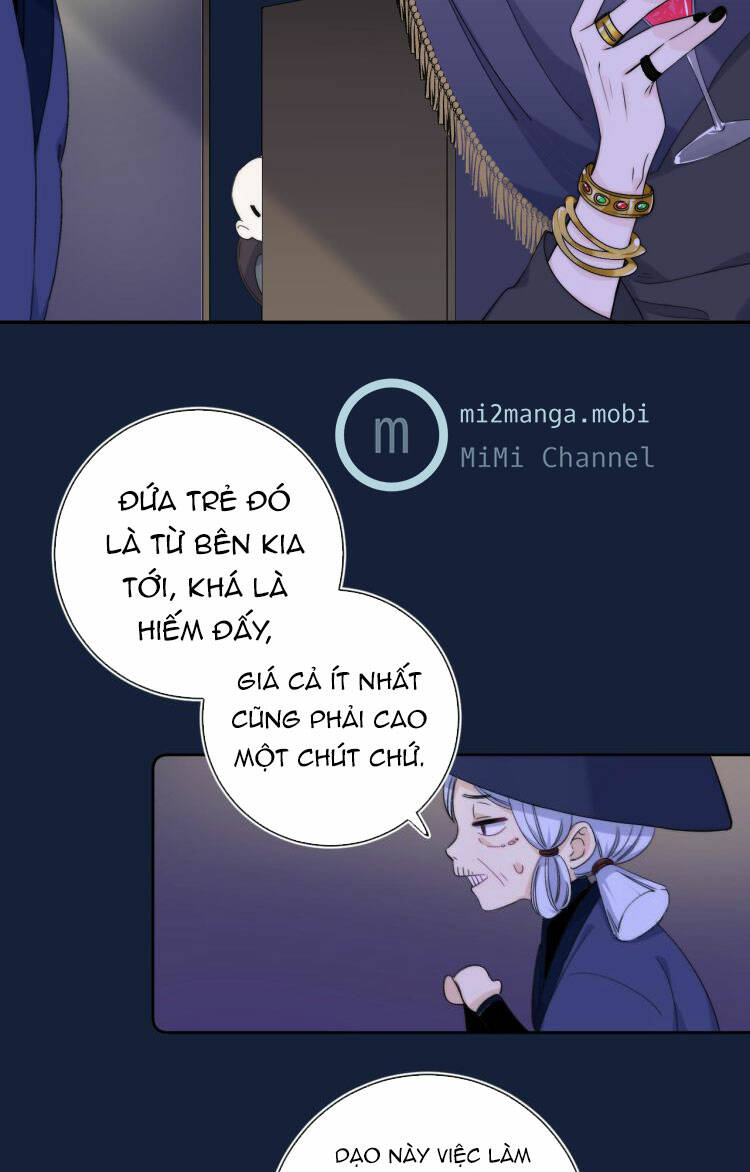 m
mi2manga.mobi
MiMi Channel
ĐỨA TRẺ ĐÓ
LÀ TỪ BÊN KIA
TỚI, KHÁ LÀ
HIẾM ĐẤY,
GIÁ CẢ ÍT NHẤT
CŨNG PHẢI CAO
MỘT CHÚT CHỨ.
DẠO NÀY VIỆC LÀM